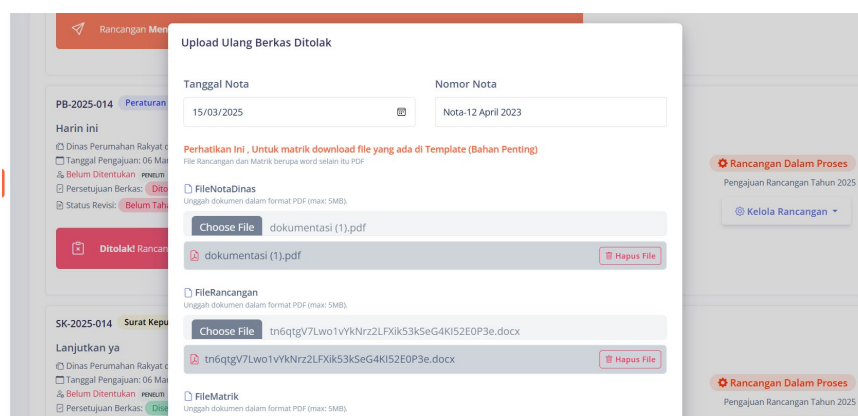 Rancangan Men
Upload Ulang Berkas Ditolak
Tanggal Nota
Nomor Nota
15/03/2025
Nota-12 April 2023
Perhatikan Ini , Untuk matrik download file yang ada di Template (Bahan Penting)
File Rancangan dan Matrik berupa word selain itu PDF
FileNotaDinas
Unggah dokumen dalam format PDF (max: 5MB).
Choose File dokumentasi (1).pdf
dokumentasi (1).pdf
Hapus File
FileRancangan
Unggah dokumen dalam format PDF (max: 5MB).
Choose File tn6qtgV7Lwo1vYkNrz2LFXik53kSeG4KI52E0P3e.docx
tn6qtgV7Lwo1vYkNrz2LFXik53kSeG4KI52E0P3e.docx
Hapus File
FileMatrik
Unggah dokumen dalam format PDF (max: 5MB).
PB-2025-014 Peraturan
Harin ini
Dinas Perumahan Rakyat d
Tanggal Pengajuan: 06 Mar
Belum Ditentukan PENELITI
Persetujuan Berkas: Dito
Status Revisi: Belum Tah
Ditolak! Rancan
Rancangan Dalam Proses
Pengajuan Rancangan Tahun 2025
Kelola Rancangan
SK-2025-014 Surat Kepu
Lanjutkan ya
Dinas Perumahan Rakyat d
Tanggal Pengajuan: 06 Mar
Belum Ditentukan PENELITI
Persetujuan Berkas: Dise
Rancangan Dalam Proses
Pengajuan Rancangan Tahun 2025